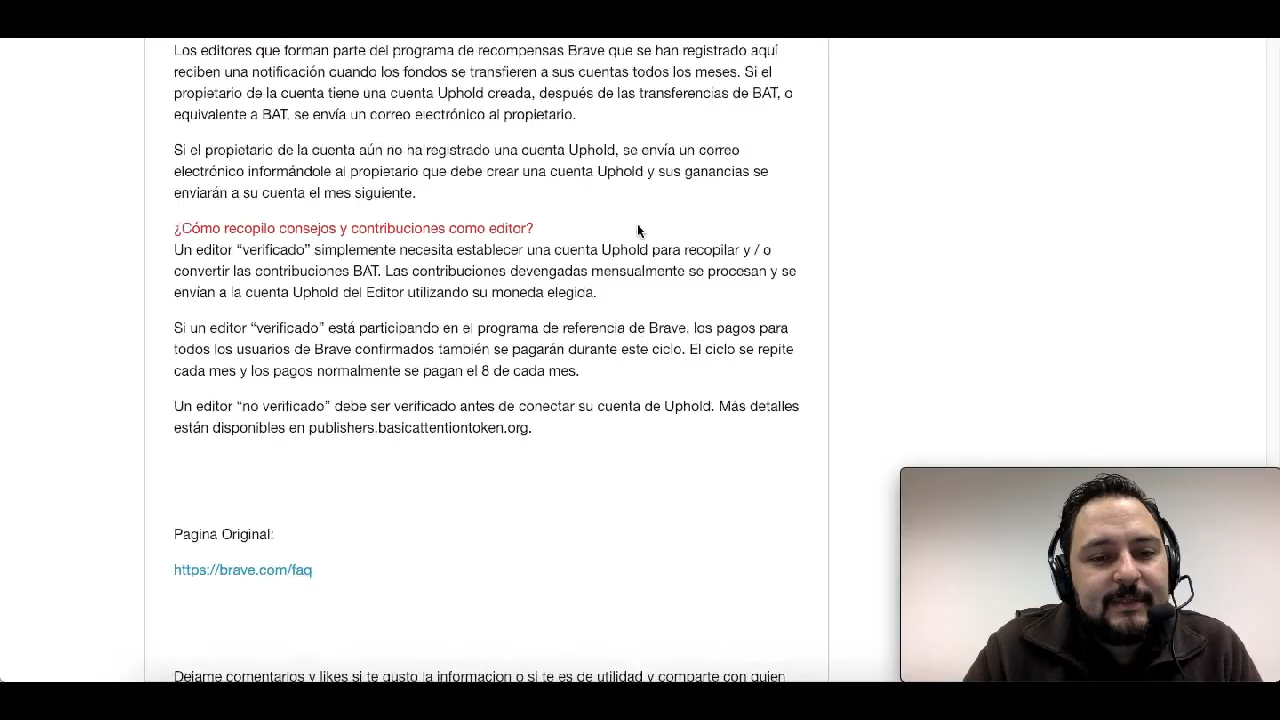 Los editores que forman parte del programa de recompensas Brave que se han registrado aquí
reciben una notificación cuando los fondos se transfieren a sus cuentas todos los meses. Si el
propietario de la cuenta tiene una cuenta Uphold creada, después de las transferencias de BAT, o
equivalente a BAT, se envía un correo electrónico al propietario.
Si el propietario de la cuenta aún no ha registrado una cuenta Uphold, se envía un correo
electrónico informándole al propietario que debe crear una cuenta Uphold y sus ganancias se
enviarán a su cuenta el mes siguiente.
¿Cómo recopilo consejos y contribuciones como editor?
Un editor “verificado” simplemente necesita establecer una cuenta Uphold para recopilar y / o
convertir las contribuciones BAT. Las contribuciones devengadas mensualmente se procesan y se
envían a la cuenta Uphold del Editor utilizando su moneda elegida.
Si un editor “verificado” está participando en el programa de referencia de Brave, los pagos para
todos los usuarios de Brave confirmados también se pagarán durante este ciclo. El ciclo se repite
cada mes y los pagos normalmente se pagan el 8 de cada mes.
Un editor “no verificado” debe ser verificado antes de conectar su cuenta de Uphold. Más detalles
están disponibles en publishers.basicattentiontoken.org.
Pagina Original:
https://brave.com/faq
Dejame comentarios y likes si te gusto la informacion o si te es de utilidad y comparte con quien